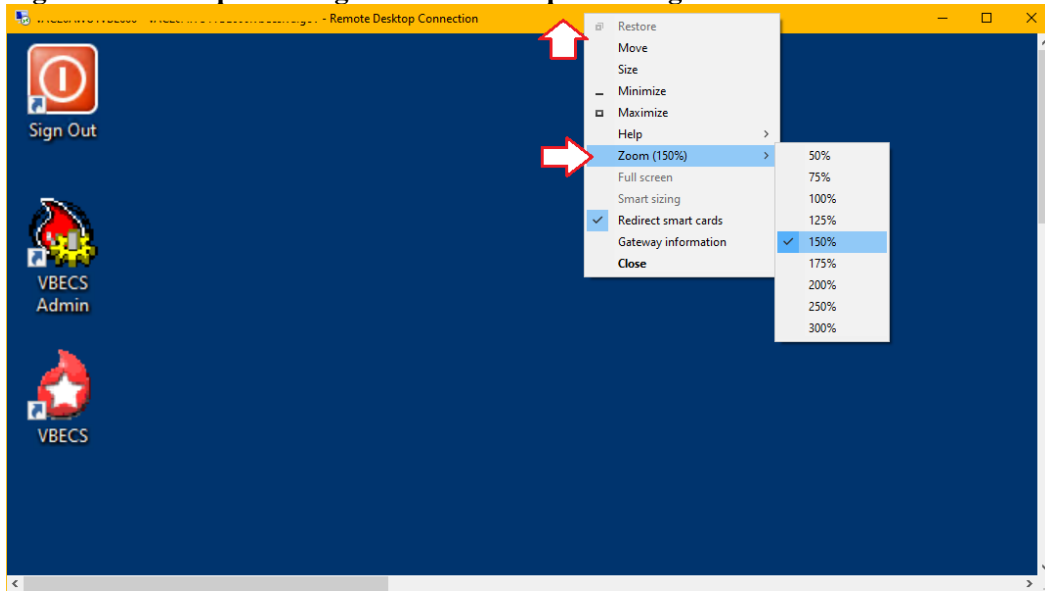 - Remote Desktop Connection
Restore
Move
Size
Minimize
Maximize
Help
Zoom (150%)
Full screen
Smart sizing
Redirect smart cards
Gateway information
Close
50%
75%
100%
125%
150%
175%
200%
250%
300%
Sign Out
VBECS
Admin
VBECS